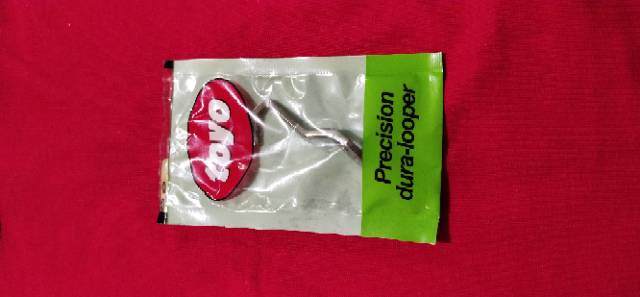 toyo
Precision
dura-looper